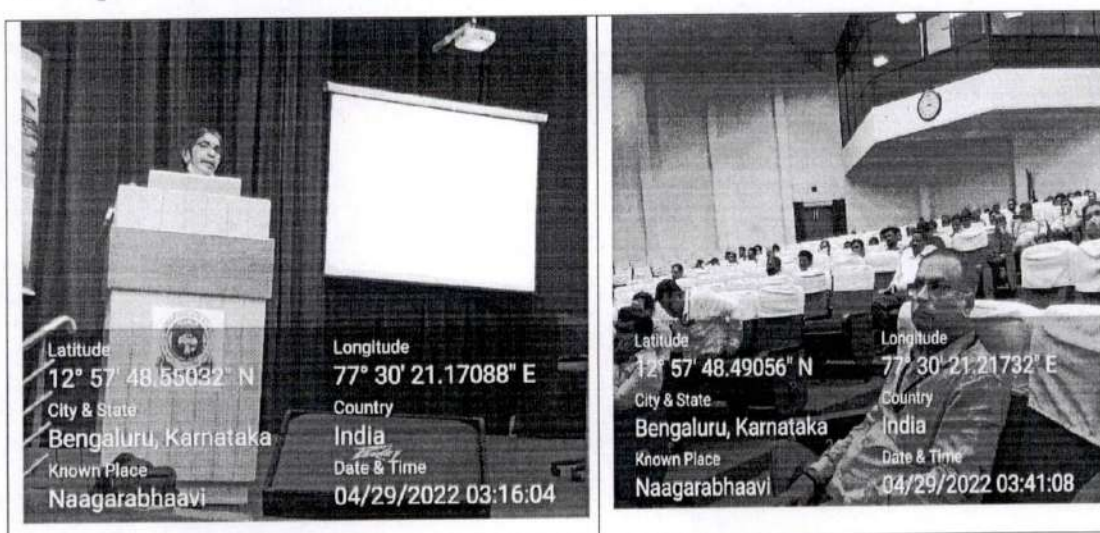 Latitude
12° 57' 48.55032" N
Longitude
77° 30' 21.17088" E
City & State
Bengaluru, Karnataka
Country
India
Known Place
Naagarabhaavi
Date & Time
04/29/2022 03:16:04
Latitude
12° 57' 48.49056" N
Longitude
77° 30' 21.21732" E
City & State
Bengaluru, Karnataka
Country
India
Known Place
Naagarabhaavi
Date & Time
04/29/2022 03:41:08